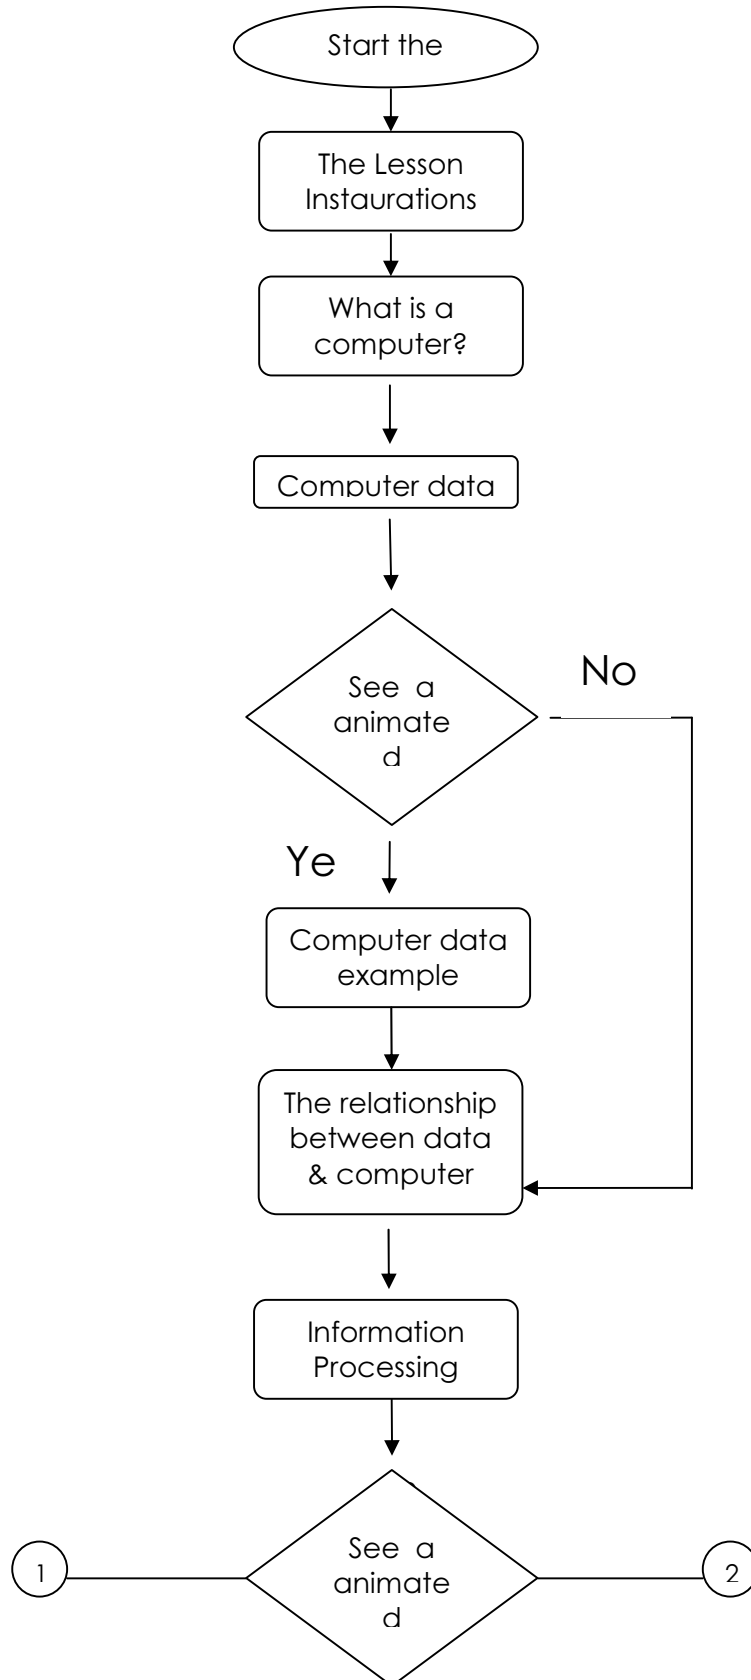 Start the
The Lesson
Instaurations
What is a
computer?
Computer data
See a
animate
d
No
Ye
Computer data
example
The relationship
between data
& computer
Information
Processing
See a
animate
d
1
2